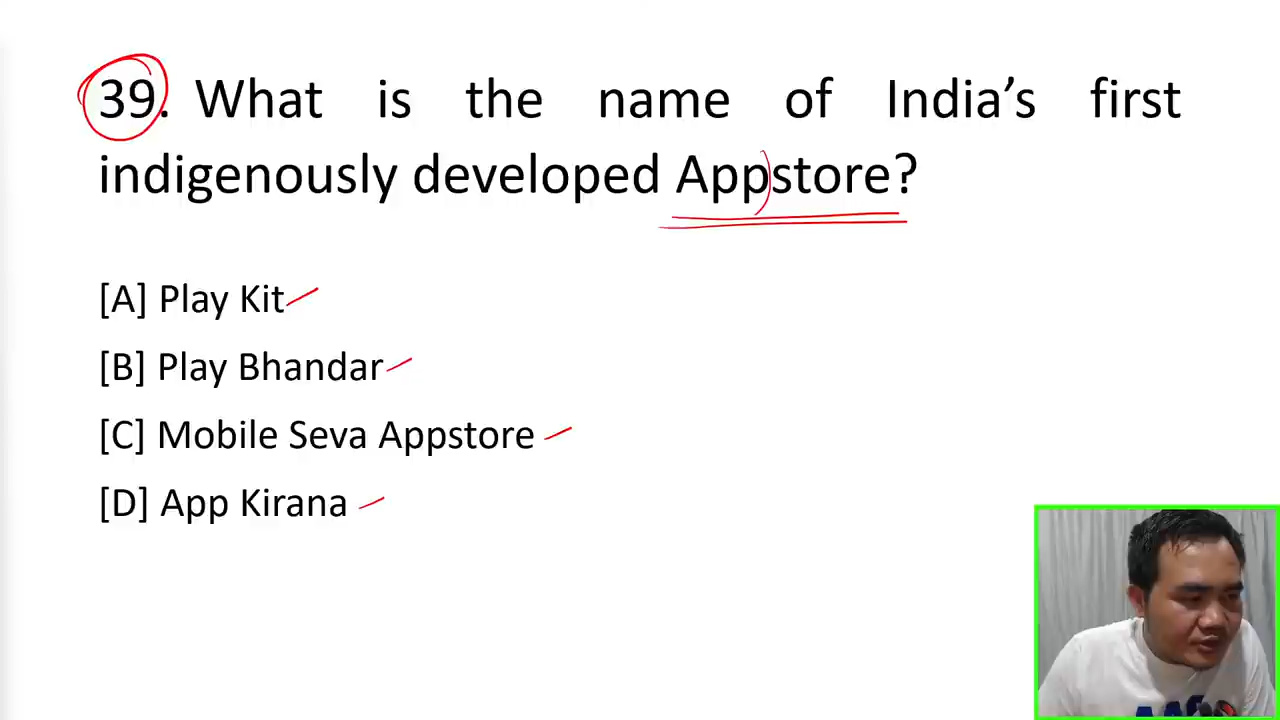 39. What is the name of India’s first
indigenously developed Appstore?
[A] Play Kit
[B] Play Bhandar
[C] Mobile Seva Appstore
[D] App Kirana